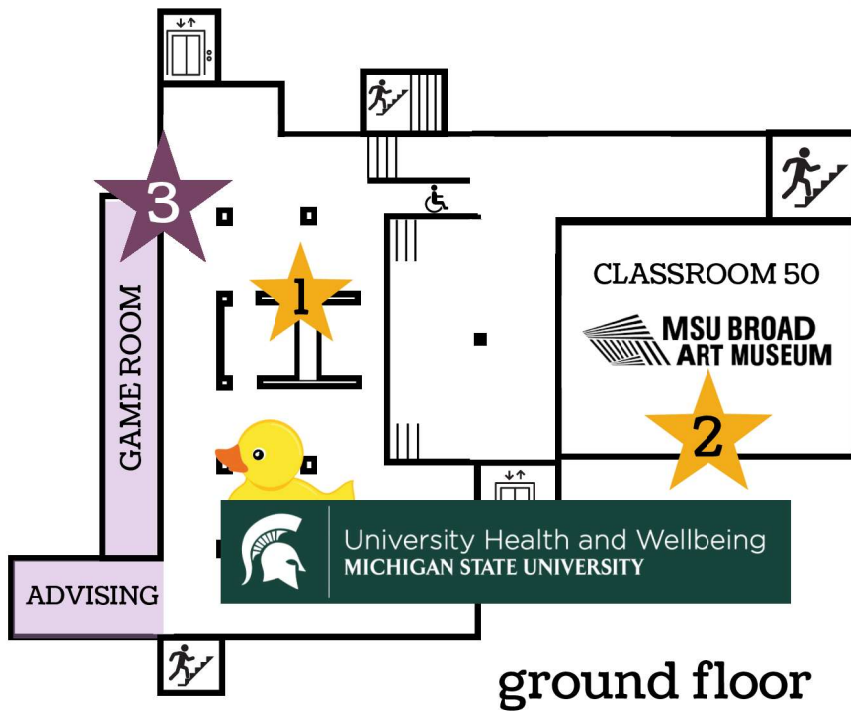 3
1
CLASSROOM 50
MSU BROAD
ART MUSEUM
GAME ROOM
2
University Health and Wellbeing
MICHIGAN STATE UNIVERSITY
ADVISING
ground floor